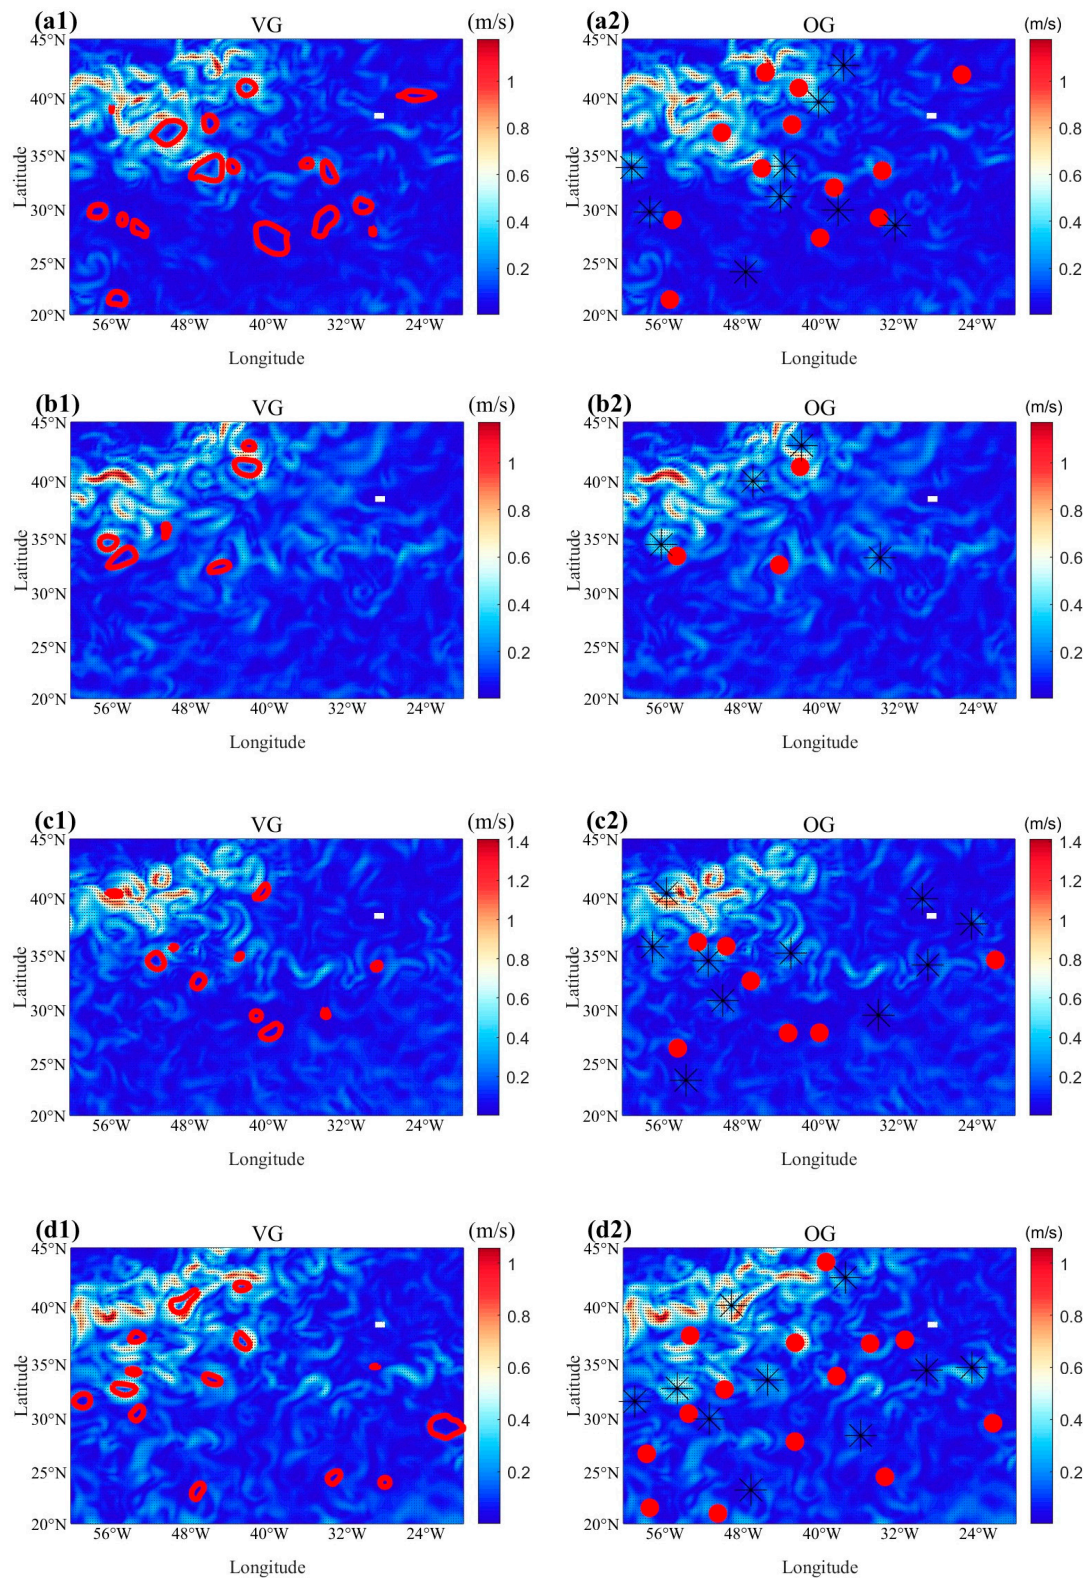 (a1) VG (m/s)
45°N
40°N
35°N
30°N
25°N
20°N
Latitude
56°W 48°W 40°W 32°W 24°W
Longitude
1
0.8
0.6
0.4
0.2
(a2) OG (m/s)
45°N
40°N
35°N
30°N
25°N
20°N
Latitude
56°W 48°W 40°W 32°W 24°W
Longitude
1
0.8
0.6
0.4
0.2
(b1) VG (m/s)
45°N
40°N
35°N
30°N
25°N
20°N
Latitude
56°W 48°W 40°W 32°W 24°W
Longitude
1
0.8
0.6
0.4
0.2
(b2) OG (m/s)
45°N
40°N
35°N
30°N
25°N
20°N
Latitude
56°W 48°W 40°W 32°W 24°W
Longitude
1
0.8
0.6
0.4
0.2
(c1) VG (m/s)
45°N
40°N
35°N
30°N
25°N
20°N
Latitude
56°W 48°W 40°W 32°W 24°W
Longitude
1.4
1.2
1
0.8
0.6
0.4
0.2
(c2) OG (m/s)
45°N
40°N
35°N
30°N
25°N
20°N
Latitude
56°W 48°W 40°W 32°W 24°W
Longitude
1.4
1.2
1
0.8
0.6
0.4
0.2
(d1) VG (m/s)
45°N
40°N
35°N
30°N
25°N
20°N
Latitude
56°W 48°W 40°W 32°W 24°W
Longitude
1
0.8
0.6
0.4
0.2
(d2) OG (m/s)
45°N
40°N
35°N
30°N
25°N
20°N
Latitude
56°W 48°W 40°W 32°W 24°W
Longitude
1
0.8
0.6
0.4
0.2